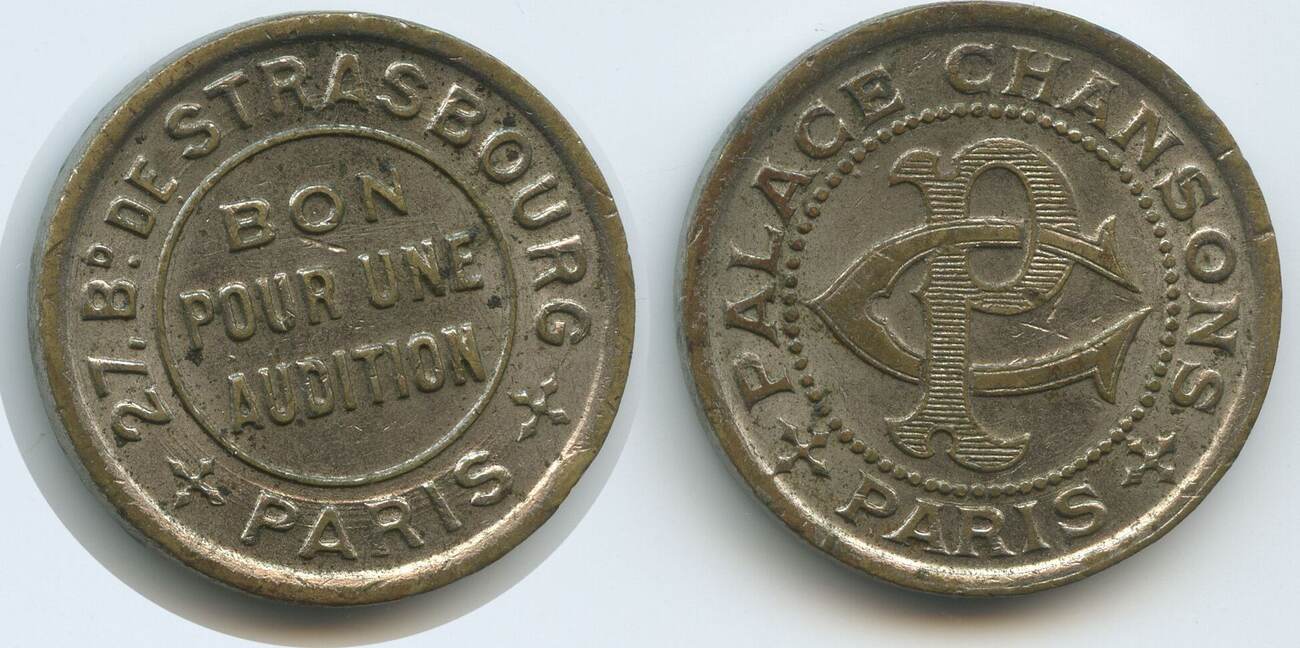 27. Bᴰ. DE STRASBOURG
BON
POUR UNE
AUDITION
PARIS
PALACE CHANSONS
PC
PARIS